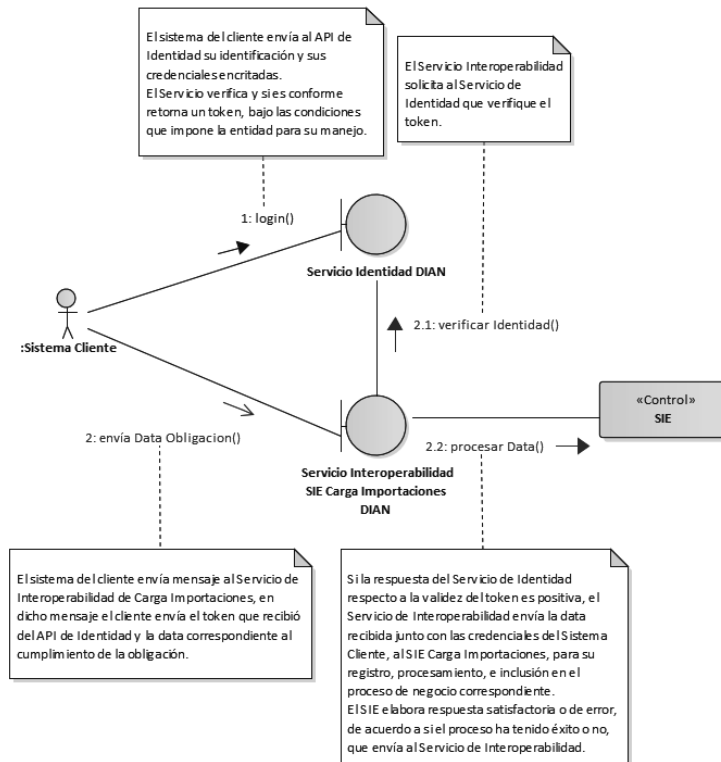 El sistema del cliente envía al API de
Identidad su identificación y sus
credenciales encritadas.
El Servicio verifica y si es conforme
retorna un token, bajo las condiciones
que impone la entidad para su manejo.
El Servicio Interoperabilidad
solicita al Servicio de
Identidad que verifique el
token.
1: login()
Servicio Identidad DIAN
:Sistema Cliente
2.1: verificar Identidad()
«Control»
SIE
2: envía Data Obligacion()
2.2: procesar Data()
Servicio Interoperabilidad
SIE Carga Importaciones
DIAN
El sistema del cliente envía mensaje al Servicio de
Interoperabilidad de Carga Importaciones, en
dicho mensaje el client envía el token que recibió
del API de Identidad y la data correspondiente al
cumplimiento de la obligación.
Si la respuesta del Servicio de Identidad
respecto a la validez del token es positiva, el
Servicio de Interoperabilidad envía la data
recibida junto con las credenciales del Sistema
Cliente, al SIE Carga Importaciones, para su
registro, procesamiento, e inclusión en el
proceso de negocio correspondiente.
El SIE elabora respuesta satisfactoria o de error,
de acuerdo a si el proceso ha tenido éxito o no,
que envía al Servicio de Interoperabilidad.